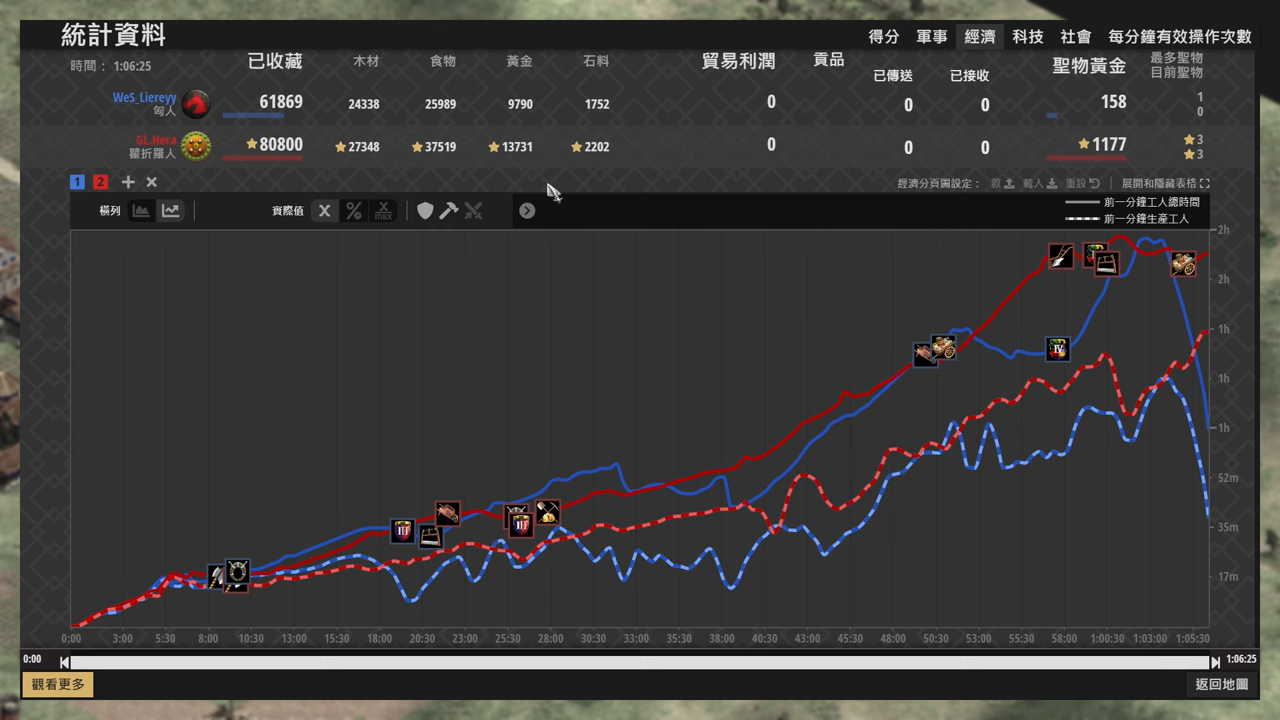 統計資料
得分 軍事 經濟 科技 社會 每分鐘有效操作次數
時間： 1:06:25 已收藏 木材 食物 黃金 石料 貿易利潤 貢品 已傳送 已接收 聖物黃金 最多聖物
目前聖物
WeS_Liereyy 61869 24338 25989 9790 1752 0 0 0 158 1
匈人 0
GL.Hera 80800 27348 37519 13731 2202 0 0 0 1177 3
瞿折羅人 3
1 2 經濟分頁圖設定： 載入 重設 展開和隱藏表格
橫列 實際值 X % X
max
前一分鐘工人總時間
前一分鐘生產工人
2h
2h
1h
1h
1h
52m
35m
17m
III
III
IV
0:00 3:00 5:30 8:00 10:30 13:00 15:30 18:00 20:30 23:00 25:30 28:00 30:30 33:00 35:30 38:00 40:30 43:00 45:30 48:00 50:30 53:00 55:30 58:00 1:00:30 1:03:00 1:05:30
0:00 1:06:25
觀看更多 返回地圖